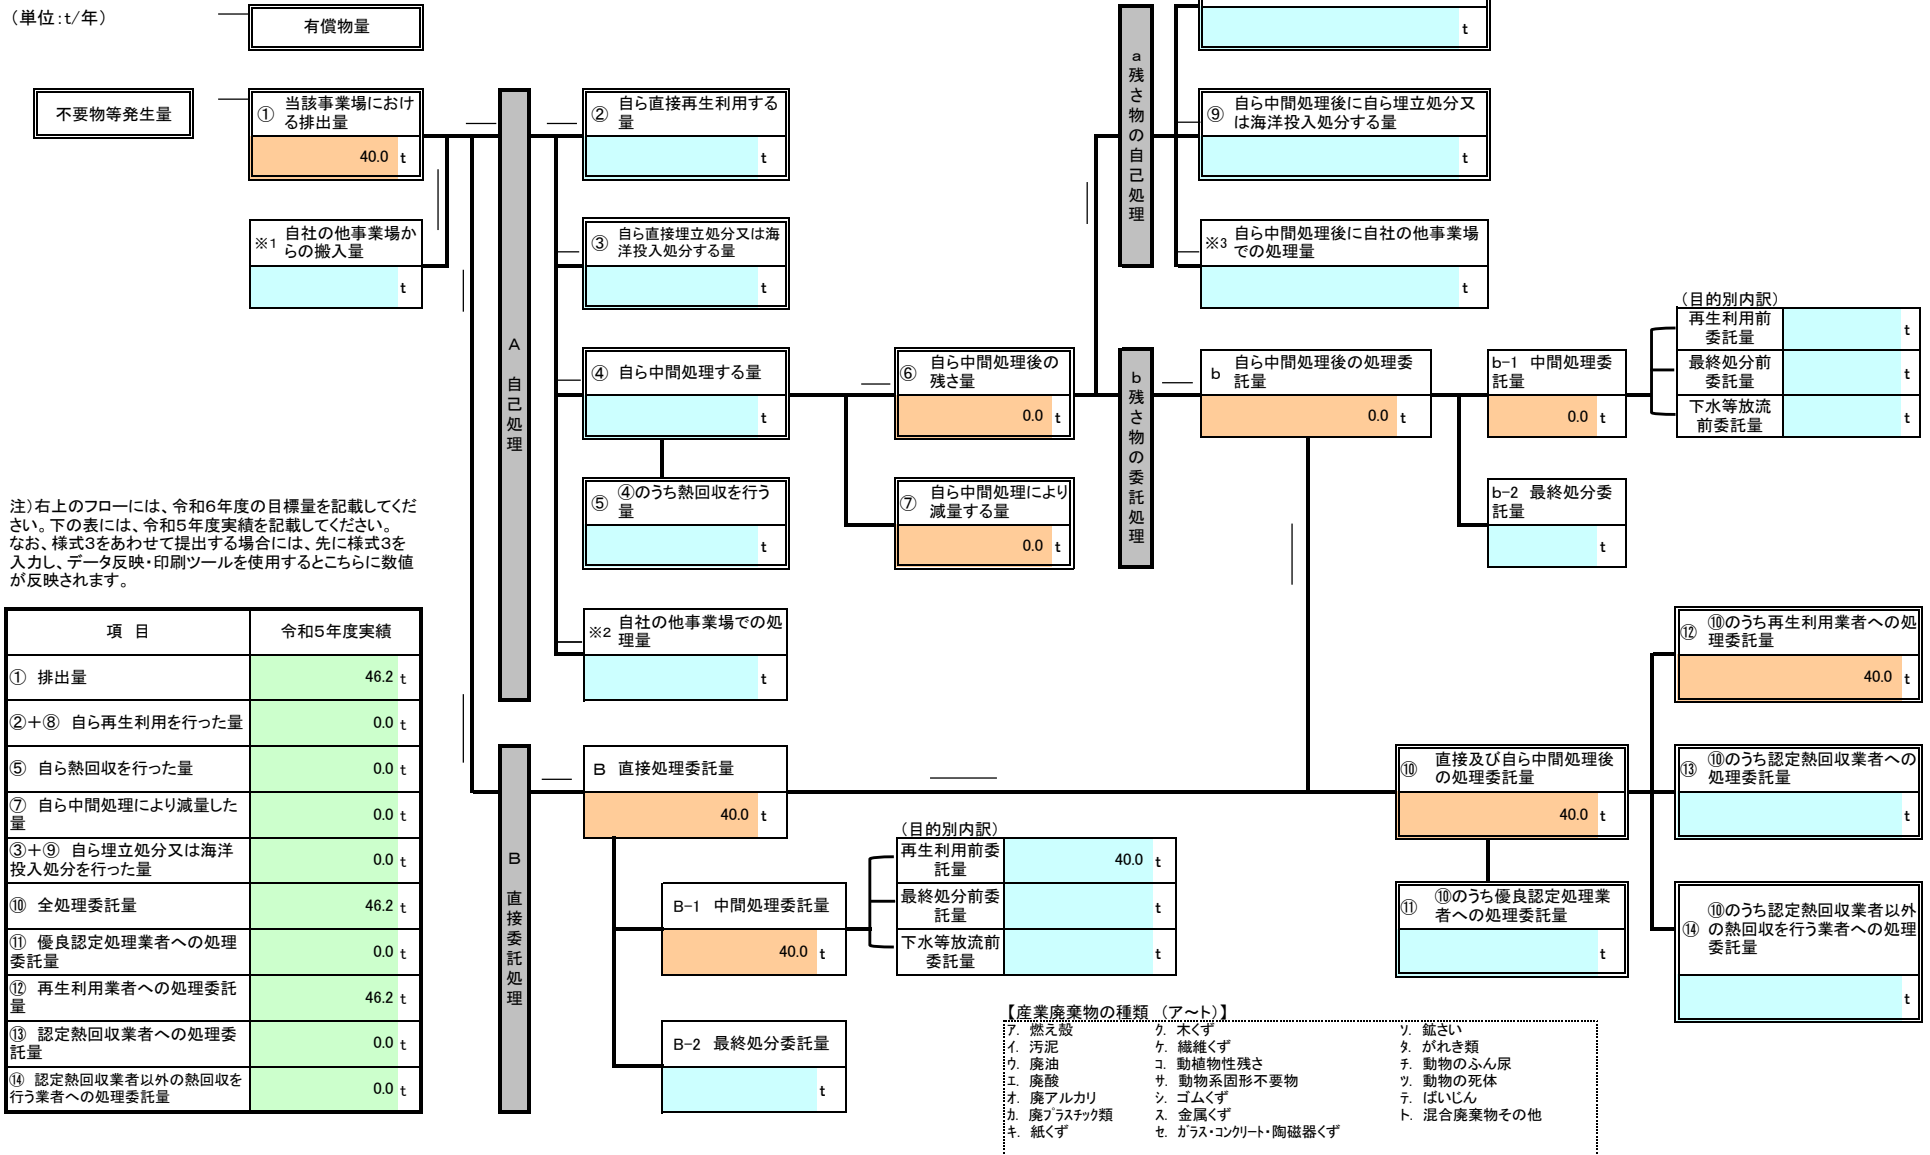 （単位：t/年）
有償物量
不要物等発生量
① 当該事業場におけ
る排出量
40.0 t
※1 自社の他事業場か
らの搬入量
t
A 自己処理
② 自ら直接再生利用する
量
t
③ 自ら直接埋立処分又は海
洋投入処分する量
t
④ 自ら中間処理する量
t
⑤ ④のうち熱回収を行う
量
t
※2 自社の他事業場での処
理量
t
⑥ 自ら中間処理後の
残さ量
0.0 t
⑦ 自ら中間処理により
減量する量
0.0 t
a 残さ物の自己処理
t
⑨ 自ら中間処理後に自ら埋立処分又
は海洋投入処分する量
t
※3 自ら中間処理後に自社の他事業場
での処理量
t
b 残さ物の委託処理
b 自ら中間処理後の処理委
託量
0.0 t
b-1 中間処理委
託量
0.0 t
（目的別内訳）
再生利用前
委託量
t
最終処分前
委託量
t
下水等放流
前委託量
t
b-2 最終処分委
託量
t
注）右上のフローには、令和６年度の目標量を記載してくだ
さい。下の表には、令和５年度実績を記載してください。
なお、様式３をあわせて提出する場合には、先に様式３を
入力し、データ反映・印刷ツールを使用するとこちらに数値
が反映されます。
項 目 令和５年度実績
① 排出量 46.2 t
②＋⑧ 自ら再生利用を行った量 0.0 t
⑤ 自ら熱回収を行った量 0.0 t
⑦ 自ら中間処理により減量した
量 0.0 t
③＋⑨ 自ら埋立処分又は海洋
投入処分を行った量 0.0 t
⑩ 全処理委託量 46.2 t
⑪ 優良認定処理業者への処理
委託量 0.0 t
⑫ 再生利用業者への処理委託
量 46.2 t
⑬ 認定熱回収業者への処理委
託量 0.0 t
⑭ 認定熱回収業者以外の熱回収を
行う業者への処理委託量 0.0 t
B 直接委託処理
B 直接処理委託量
40.0 t
B-1 中間処理委託量
40.0 t
（目的別内訳）
再生利用前委
託量
40.0 t
最終処分前委
託量
t
下水等放流前
委託量
t
B-2 最終処分委託量
t
⑩ 直接及び自ら中間処理後
の処理委託量
40.0 t
⑪ ⑩のうち優良認定処理業
者への処理委託量
t
⑫ ⑩のうち再生利用業者への処
理委託量
40.0 t
⑬ ⑩のうち認定熱回収業者への
処理委託量
t
⑭ ⑩のうち認定熱回収業者以外
の熱回収を行う業者への処理
委託量
t
【産業廃棄物の種類 （ア～ト）】
ア. 燃え殻
イ. 汚泥
ウ. 廃油
エ. 廃酸
オ. 廃アルカリ
カ. 廃プラスチック類
キ. 紙くず
ク. 木くず
ケ. 繊維くず
コ. 動植物性残さ
サ. 動物系固形不要物
シ. ゴムくず
ス. 金属くず
セ. ガラス・コンクリート・陶磁器くず
ソ. 鉱さい
タ. がれき類
チ. 動物のふん尿
ツ. 動物の死体
テ. ばいじん
ト. 混合廃棄物その他